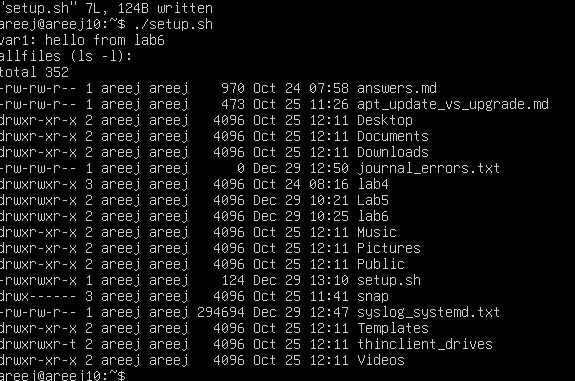 "setup.sh" 7L, 124B written
areej@areej10:~$ ./setup.sh
var1: hello from lab6
allfiles (ls -l):
total 352
-rw-rw-r-- 1 areej areej    970 Oct 24 07:58 answers.md
-rw-rw-r-- 1 areej areej    473 Oct 25 11:26 apt_update_vs_upgrade.md
drwxr-xr-x 2 areej areej   4096 Oct 25 12:11 Desktop
drwxr-xr-x 2 areej areej   4096 Oct 25 12:11 Documents
drwxr-xr-x 2 areej areej   4096 Oct 25 12:11 Downloads
-rw-rw-r-- 1 areej areej      0 Dec 29 12:50 journal_errors.txt
drwxrwxr-x 3 areej areej   4096 Oct 24 08:16 lab4
drwxrwxr-x 2 areej areej   4096 Dec 29 10:21 Lab5
drwxrwxr-x 2 areej areej   4096 Dec 29 10:25 lab6
drwxr-xr-x 2 areej areej   4096 Oct 25 12:11 Music
drwxr-xr-x 2 areej areej   4096 Oct 25 12:11 Pictures
drwxr-xr-x 2 areej areej   4096 Oct 25 12:11 Public
-rwxrwxr-x 1 areej areej    124 Dec 29 13:10 setup.sh
drwx------ 3 areej areej   4096 Oct 25 11:41 snap
-rw-rw-r-- 1 areej areej 294694 Dec 29 12:47 syslog_systemd.txt
drwxr-xr-x 2 areej areej   4096 Oct 25 12:11 Templates
drwxrwxr-t 2 areej areej   4096 Oct 25 12:11 thinclient_drives
drwxr-xr-x 2 areej areej   4096 Oct 25 12:11 Videos
areej@areej10:~$